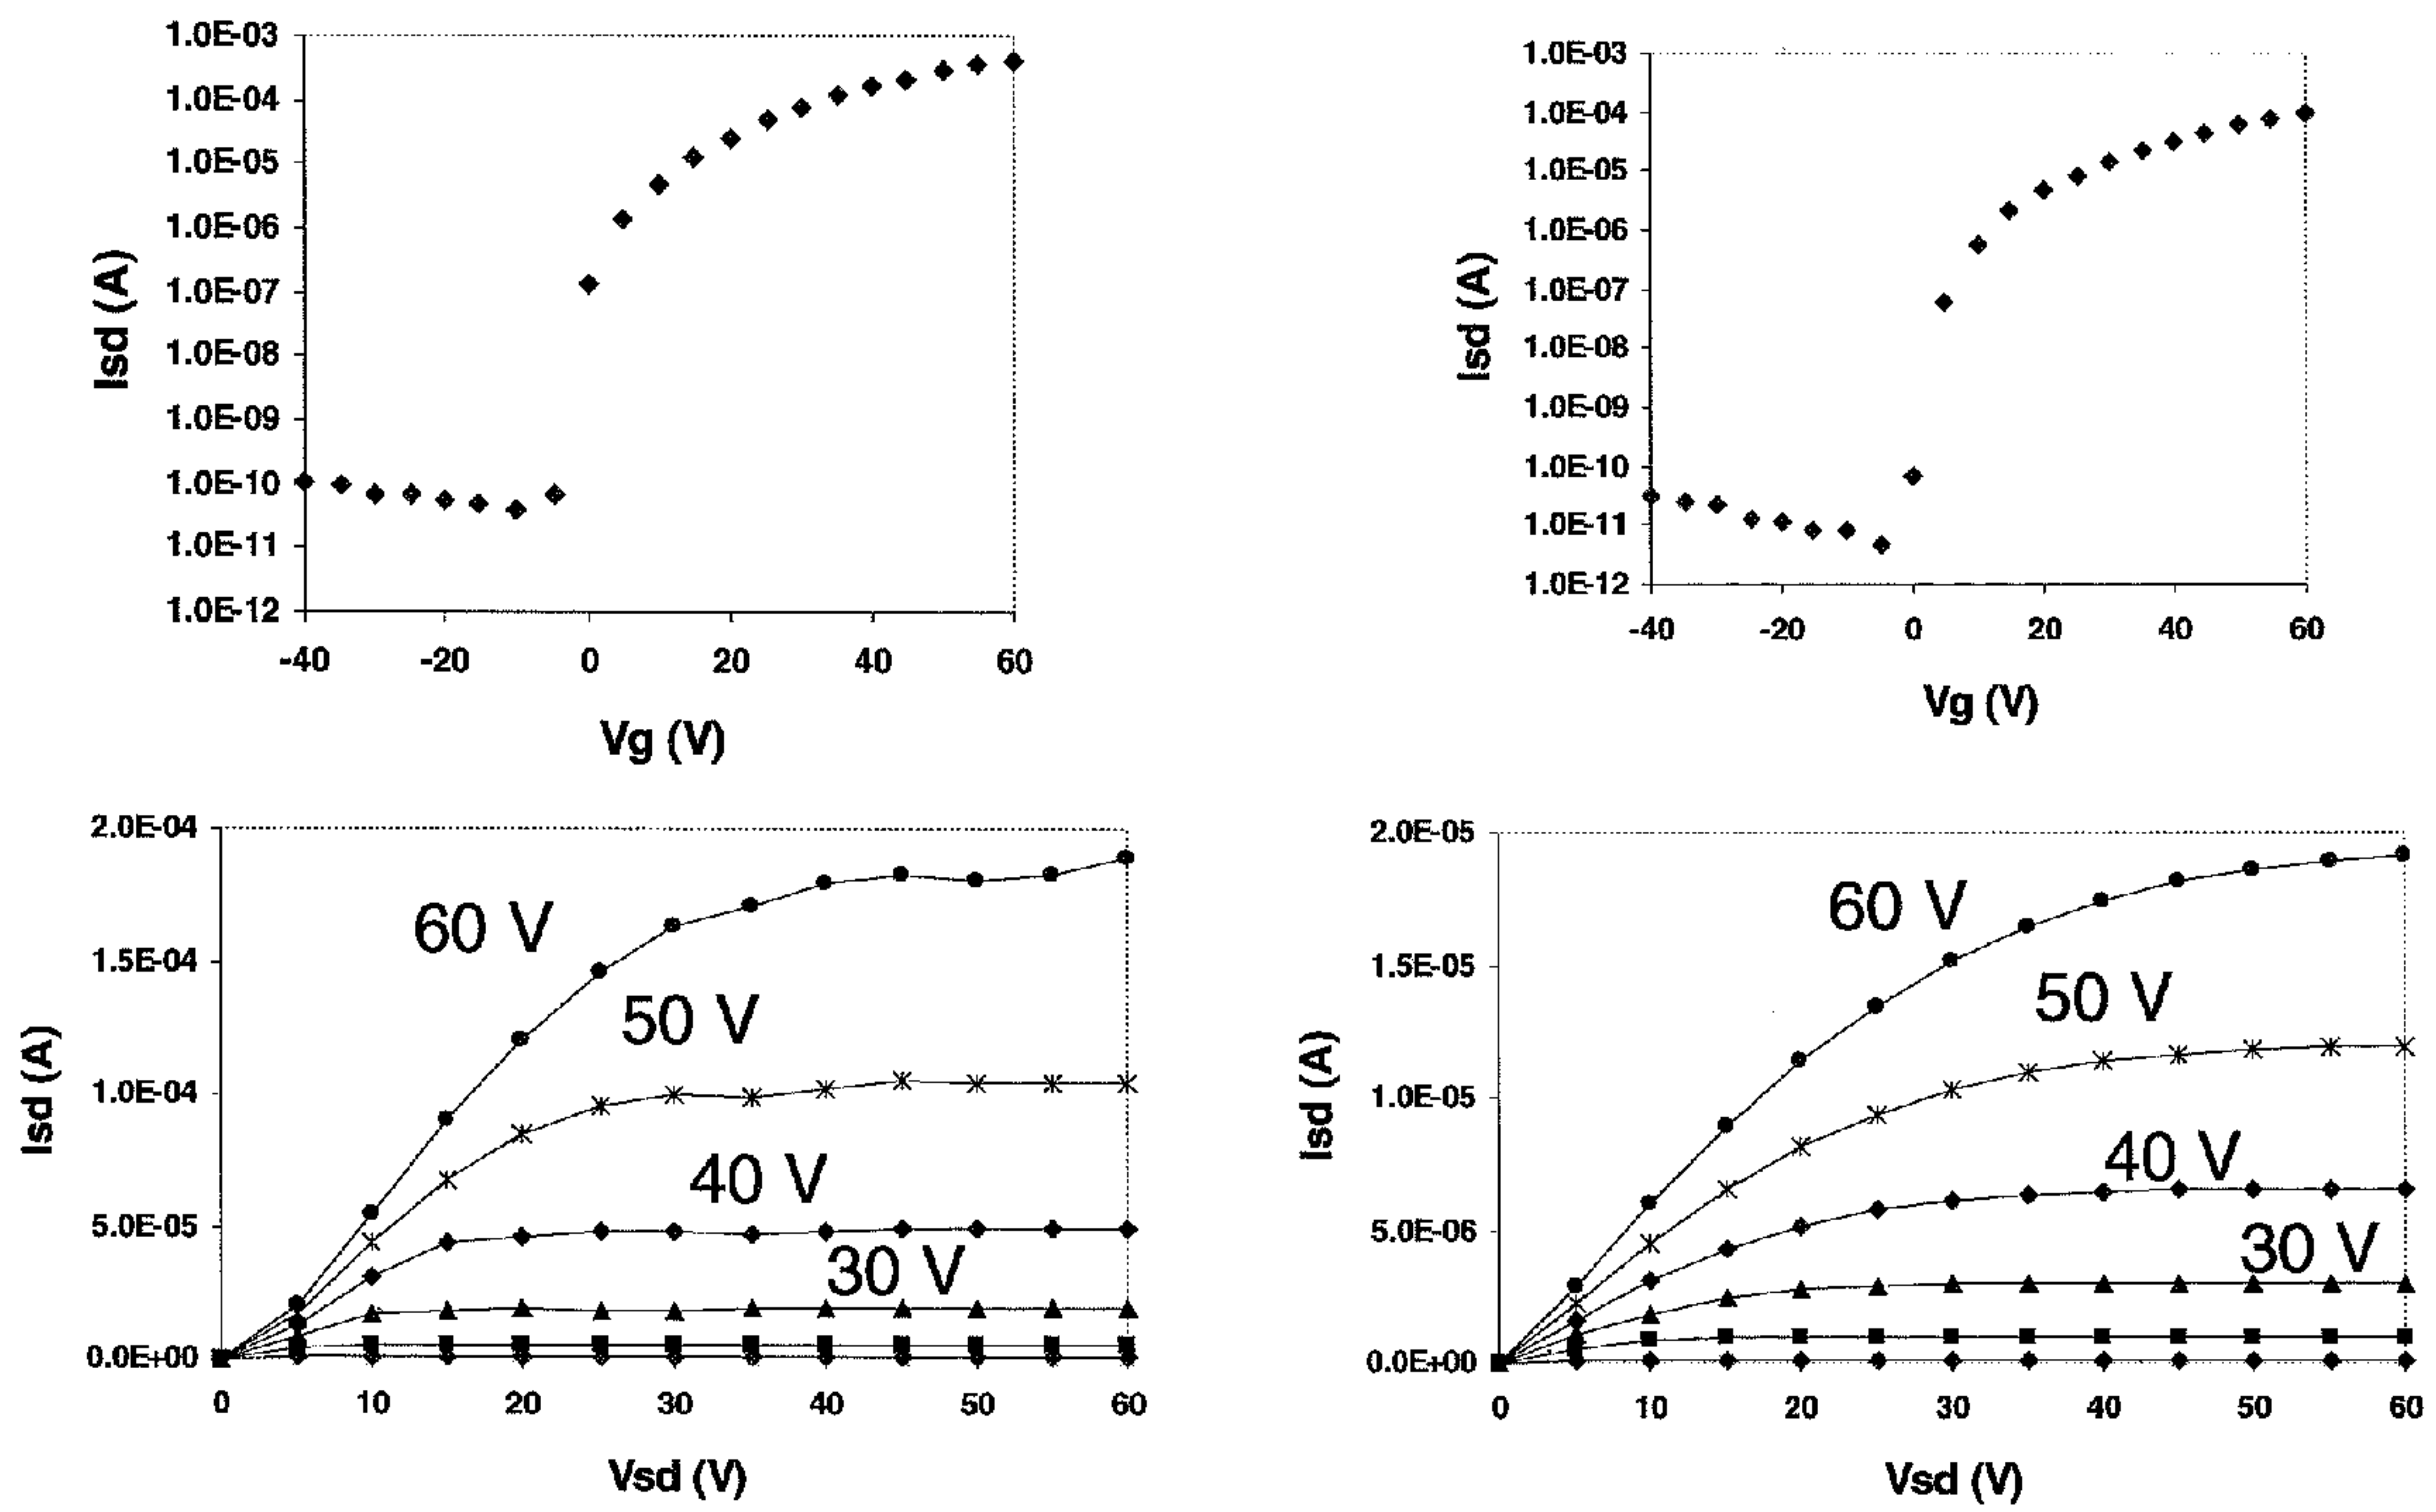 1.0E-03
1.0E-04
1.0E-05
1.0E-06
1.0E-07
1.0E-08
1.0E-09
1.0E-10
1.0E-11
1.0E-12
Isd (A)
-40 -20 0 20 40 60
Vg (V)
1.0E-03
1.0E-04
1.0E-05
1.0E-06
1.0E-07
1.0E-08
1.0E-09
1.0E-10
1.0E-11
1.0E-12
Isd (A)
-40 -20 0 20 40 60
Vg (V)
2.0E-04
1.5E-04
1.0E-04
5.0E-05
0.0E+00
Isd (A)
60 V
50 V
40 V
30 V
0 10 20 30 40 50 60
Vsd (V)
2.0E-05
1.5E-05
1.0E-05
5.0E-06
0.0E+00
Isd (A)
60 V
50 V
40 V
30 V
0 10 20 30 40 50 60
Vsd (V)